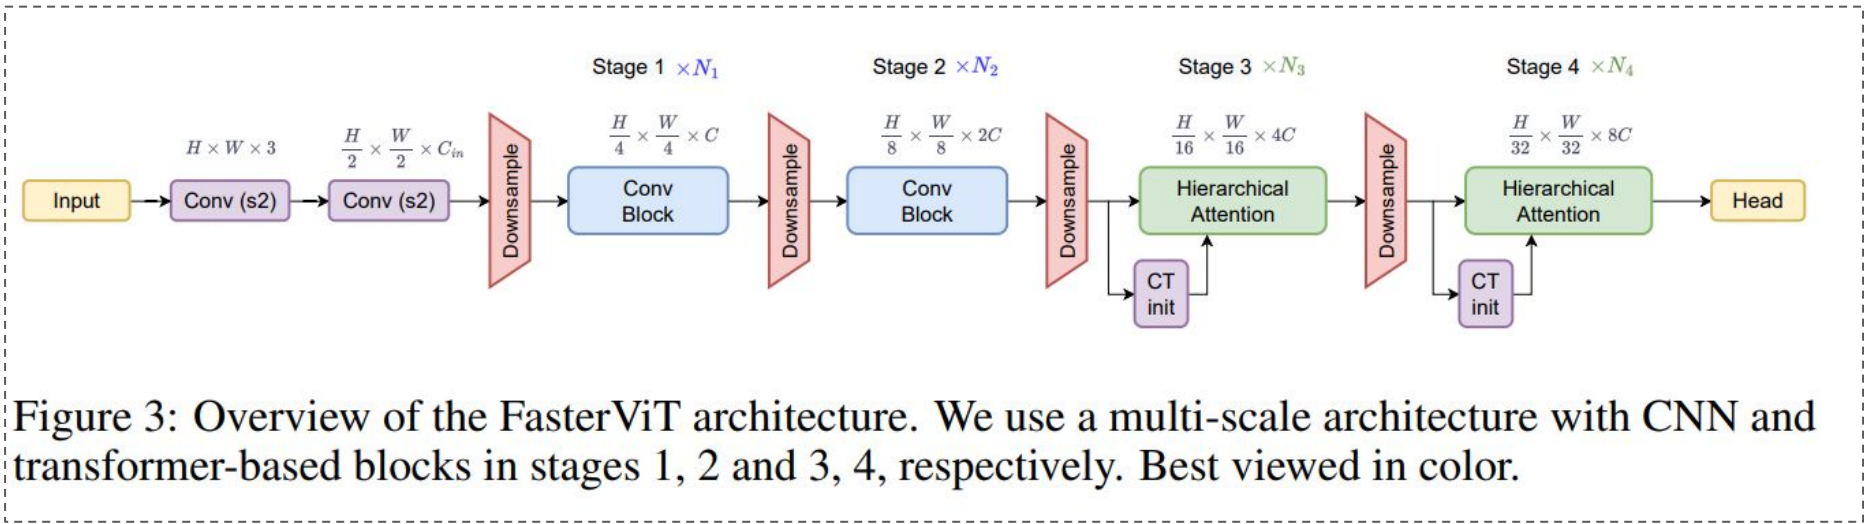 Stage 1 ×N₁
Stage 2 ×N₂
Stage 3 ×N₃
Stage 4 ×N₄
H × W × 3
H/2 × W/2 × C_in
H/4 × W/4 × C
H/8 × W/8 × 2C
H/16 × W/16 × 4C
H/32 × W/32 × 8C
Input
Conv (s2)
Conv (s2)
Downsample
Conv
Block
Downsample
Conv
Block
Downsample
Hierarchical
Attention
CT
init
Downsample
Hierarchical
Attention
CT
init
Head
Figure 3: Overview of the FasterViT architecture. We use a multi-scale architecture with CNN and
transformer-based blocks in stages 1, 2 and 3, 4, respectively. Best viewed in color.